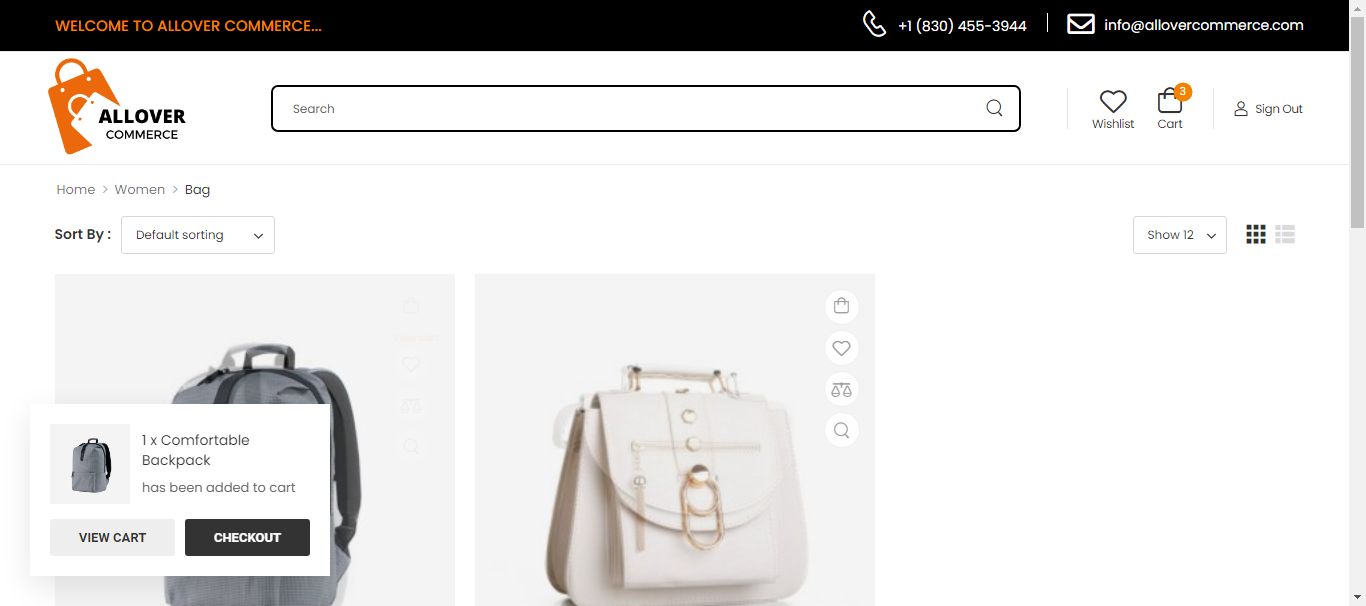 WELCOME TO ALLOVER COMMERCE...
+1 (830) 455-3944
info@allovercommerce.com
ALLOVER
COMMERCE
Search
Wishlist
3
Cart
Sign Out
Home > Women > Bag
Sort By :
Default sorting
Show 12
1 x Comfortable
Backpack
has been added to cart
VIEW CART
CHECKOUT